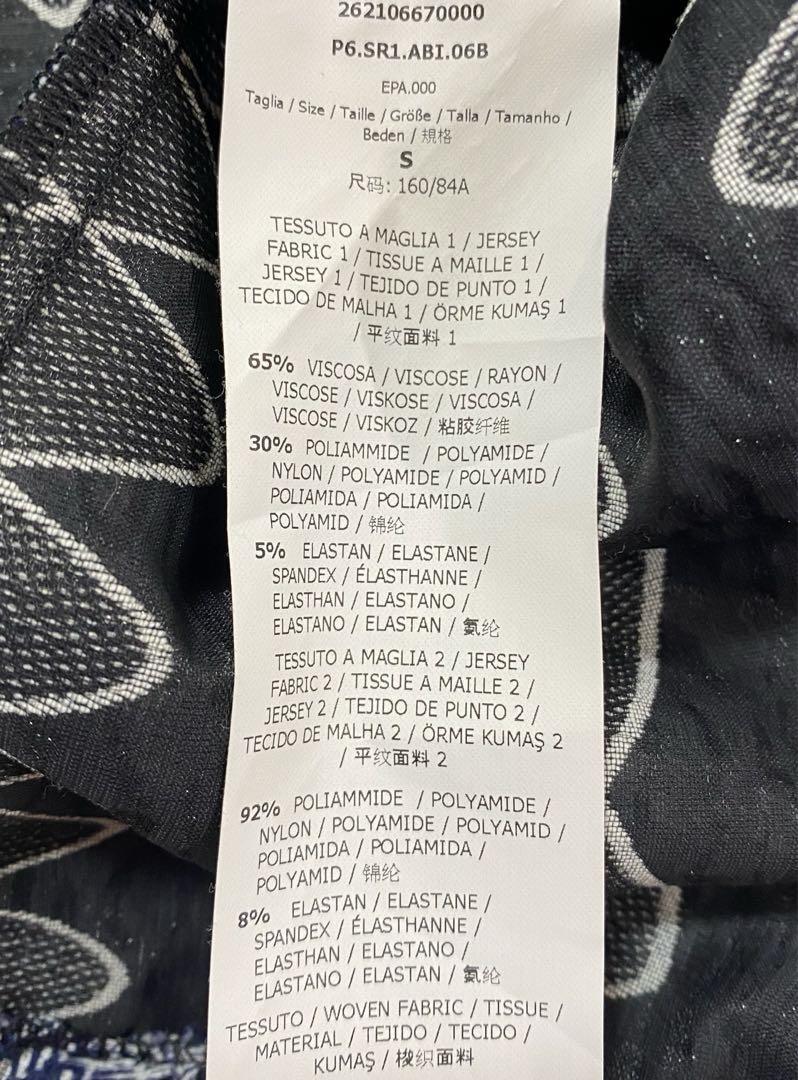 262106670000
P6.SR1.ABI.06B
EPA,000
Taglia / Size / Taille / Größe / Talla / Tamanho /
Beden / 規格
S
尺码: 160/84A
TESSUTO A MAGLIA 1 / JERSEY
FABRIC 1 / TISSUE A MAILLE 1 /
JERSEY 1 / TEJIDO DE PUNTO 1 /
TECIDO DE MALHA 1 / ÖRME KUMAŞ 1
/ 平纹面料 1
65% VISCOSA / VISCOSE / RAYON /
VISCOSE / VISKOSE / VISCOSA /
VISCOSE / VISKOZ / 粘胶纤维
30% POLIAMMIDE / POLYAMIDE /
NYLON / POLYAMIDE / POLYAMID /
POLIAMIDA / POLIAMIDA /
POLYAMID / 锦纶
5% ELASTAN / ELASTANE /
SPANDEX / ÉLASTHANNE /
ELASTHAN / ELASTANO /
ELASTANO / ELASTAN / 氨纶
TESSUTO A MAGLIA 2 / JERSEY
FABRIC 2 / TISSUE A MAILLE 2 /
JERSEY 2 / TEJIDO DE PUNTO 2 /
TECIDO DE MALHA 2 / ÖRME KUMAŞ 2
/ 平纹面料 2
92% POLIAMMIDE / POLYAMIDE /
NYLON / POLYAMIDE / POLYAMID /
POLIAMIDA / POLIAMIDA /
POLYAMID / 锦纶
8% ELASTAN / ELASTANE /
SPANDEX / ÉLASTHANNE /
ELASTHAN / ELASTANO /
ELASTANO / ELASTAN / 氨纶
TESSUTO / WOVEN FABRIC / TISSUE /
MATERIAL / TEJIDO / TECIDO /
KUMAŞ / 梭织面料